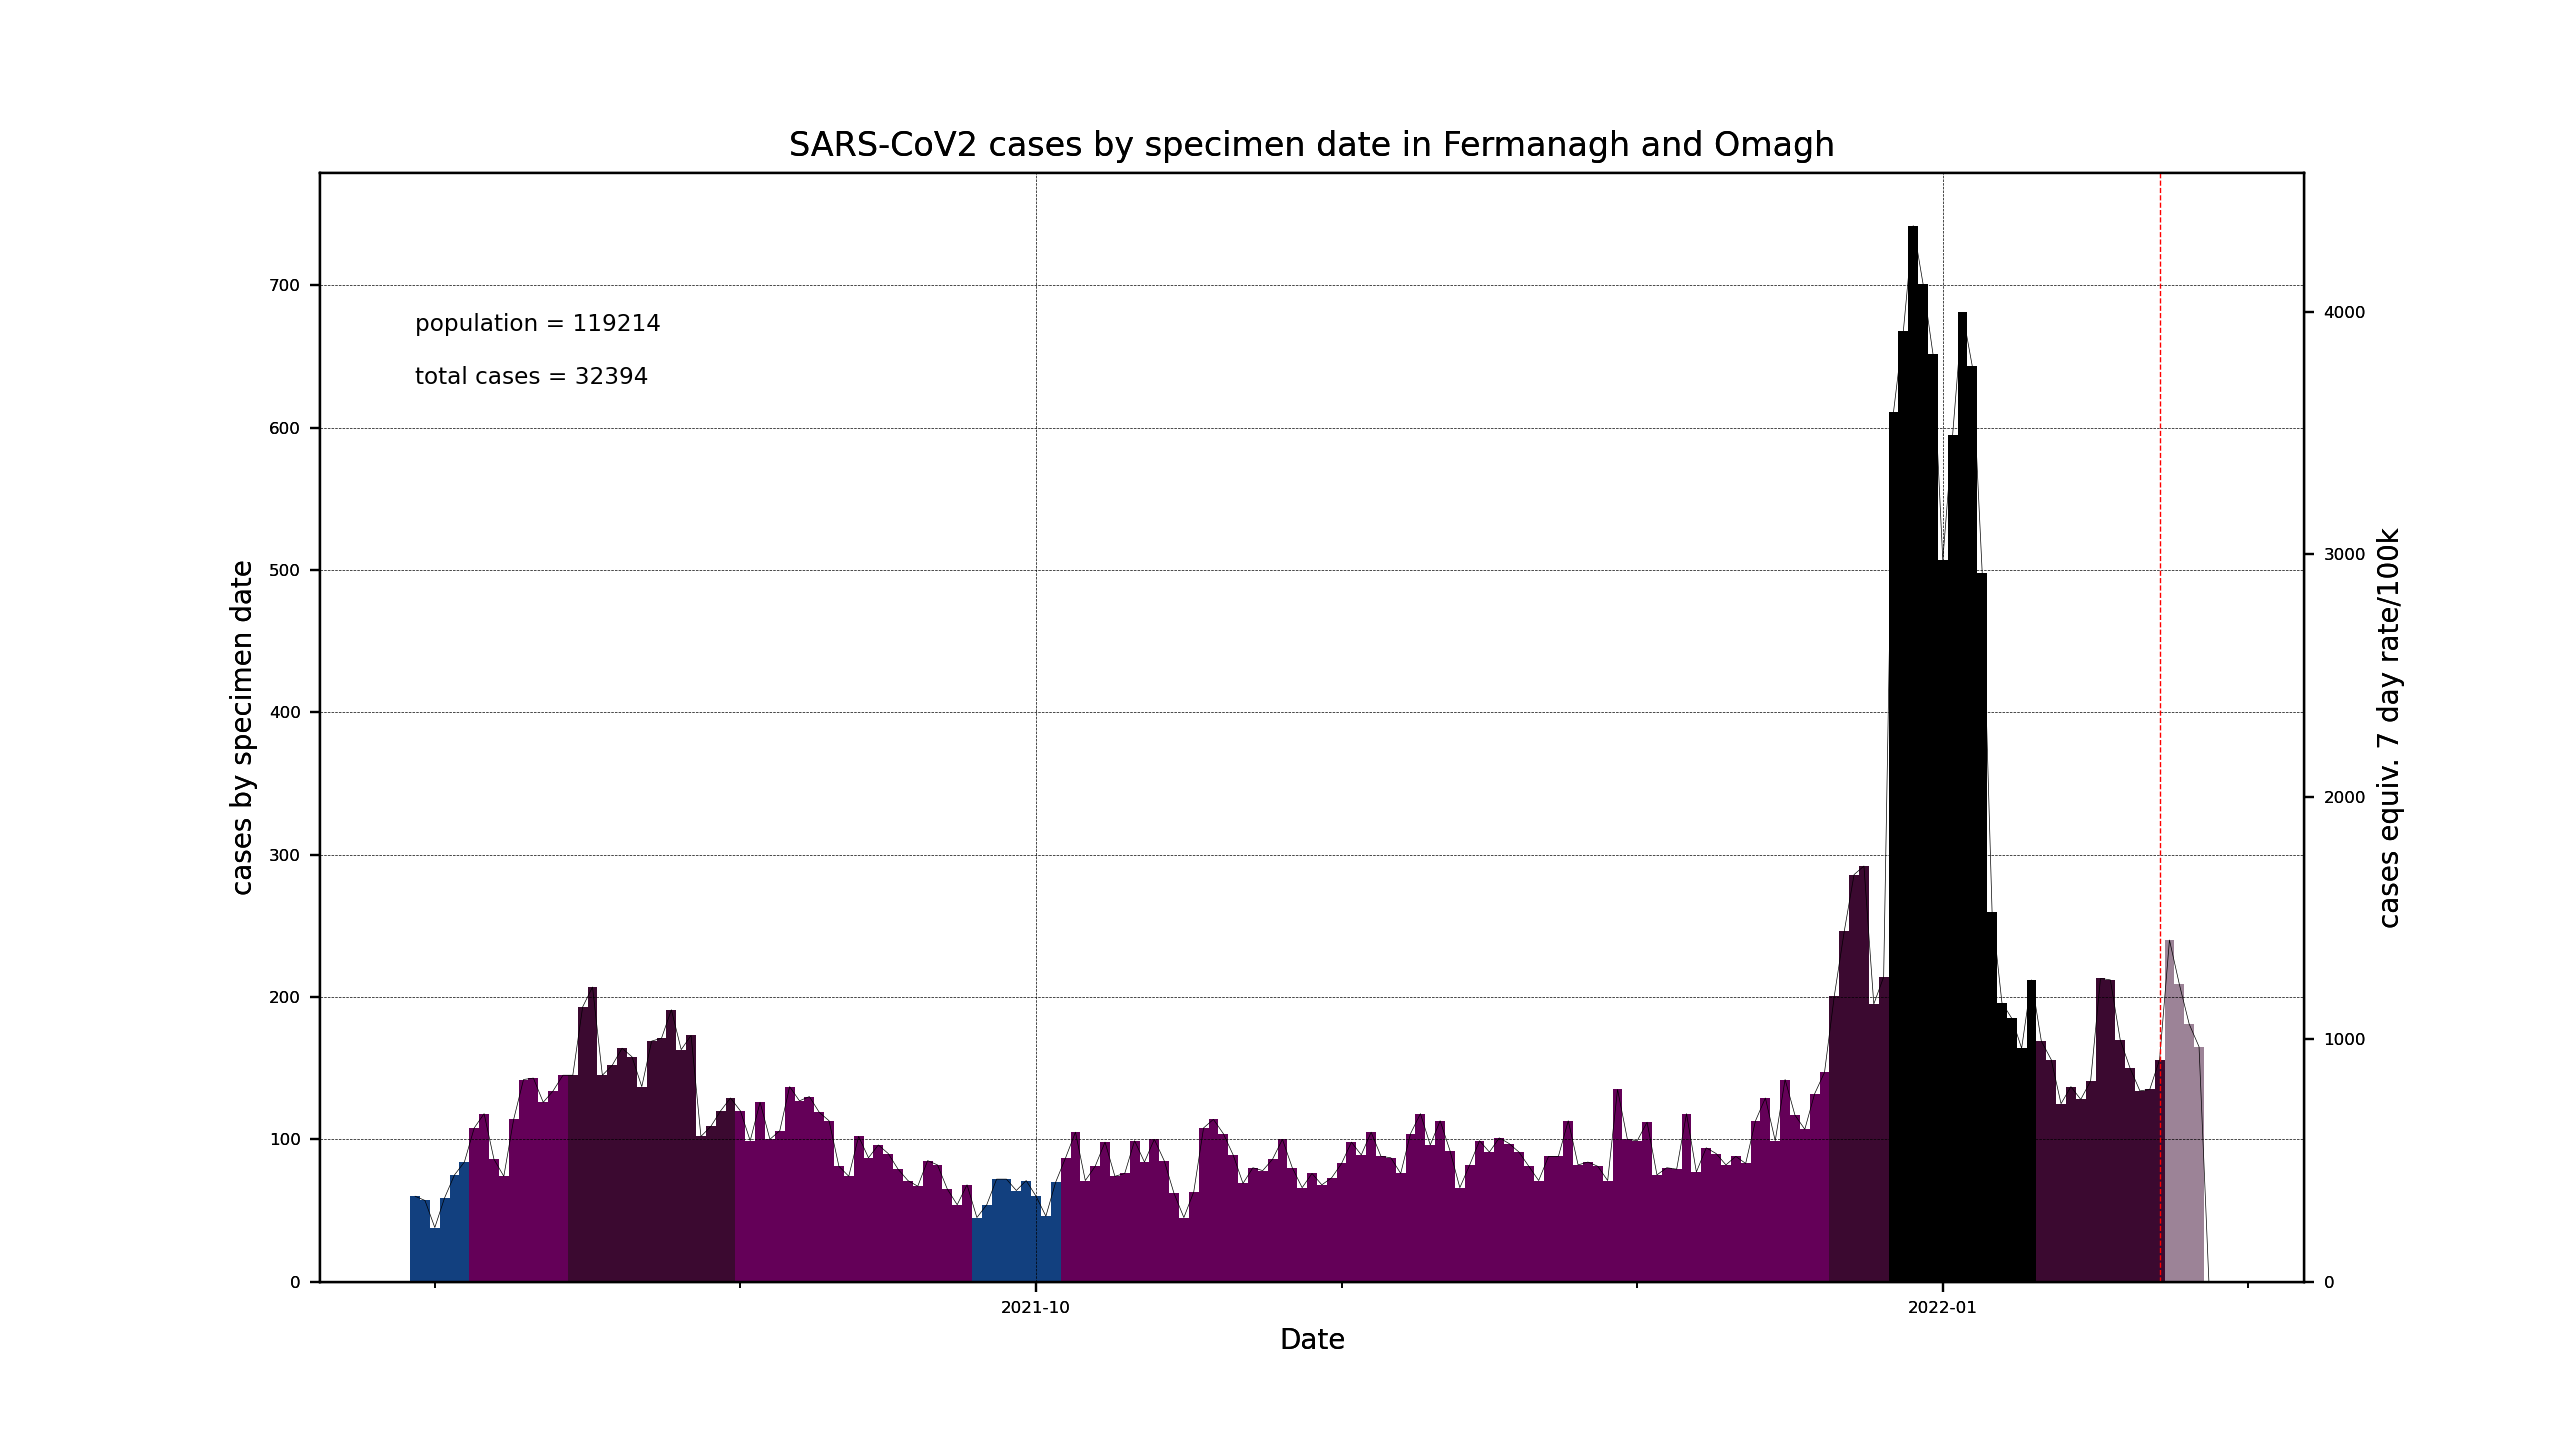 SARS-CoV2 cases by specimen date in Fermanagh and Omagh
population = 119214
total cases = 32394
cases by specimen date
700
600
500
400
300
200
100
0
4000
3000
2000
1000
0
cases equiv. 7 day rate/100k
2021-10
2022-01
Date